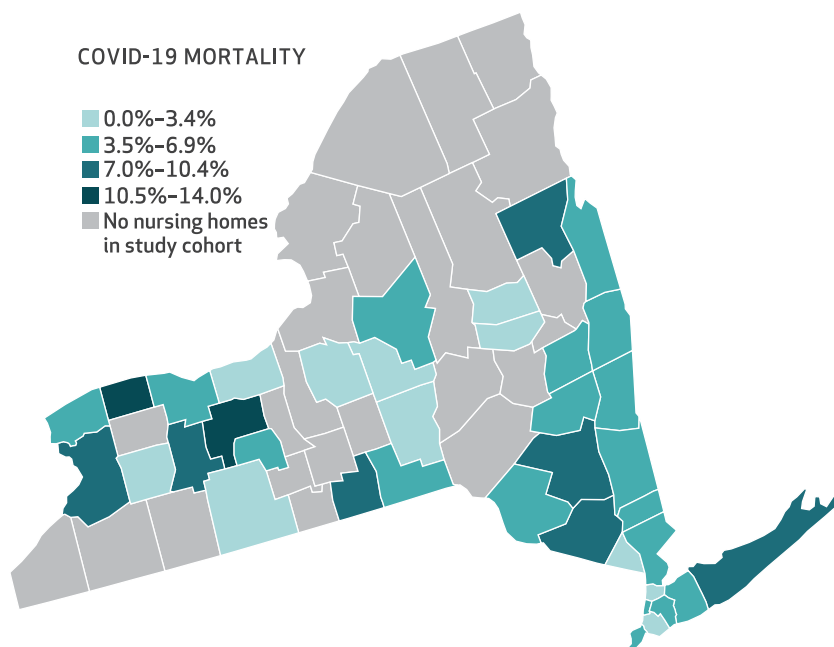 COVID-19 MORTALITY
0.0%–3.4%
3.5%–6.9%
7.0%–10.4%
10.5%–14.0%
No nursing homes
in study cohort